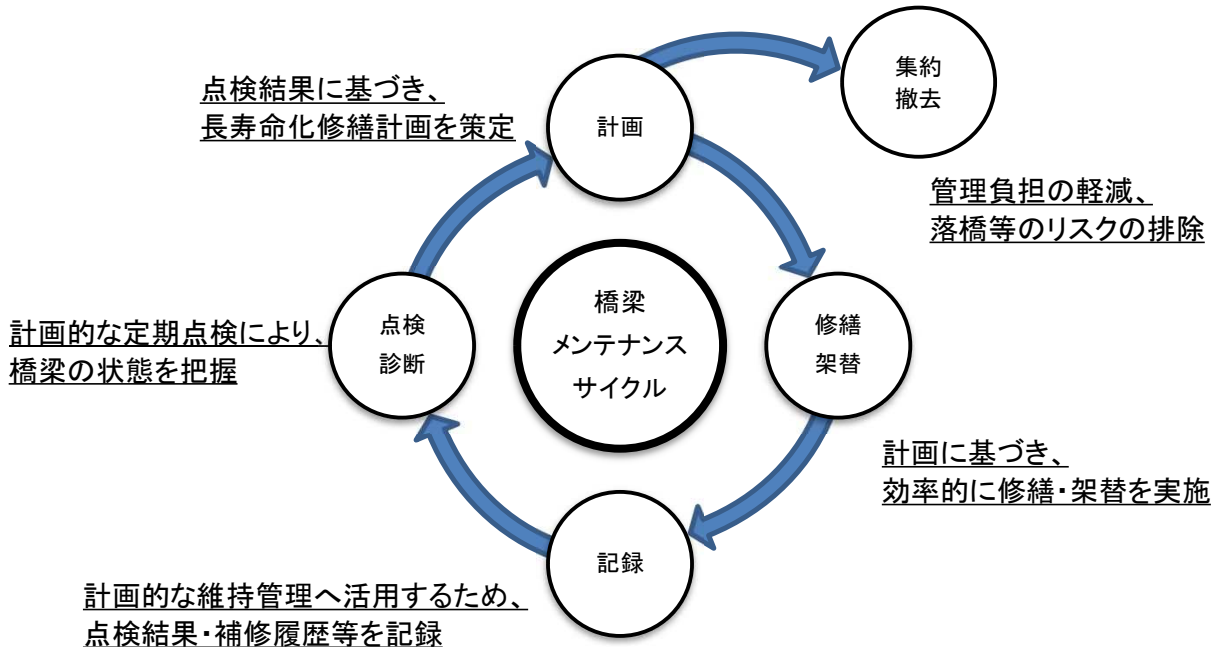 集約
撤去
点検結果に基づき、
長寿命化修繕計画を策定
計画
管理負担の軽減、
落橋等のリスクの排除
橋梁
メンテナンス
サイクル
点検
診断
修繕
架替
計画的な定期点検により、
橋梁の状態を把握
計画に基づき、
効率的に修繕・架替を実施
記録
計画的な維持管理へ活用するため、
点検結果・補修履歴等を記録